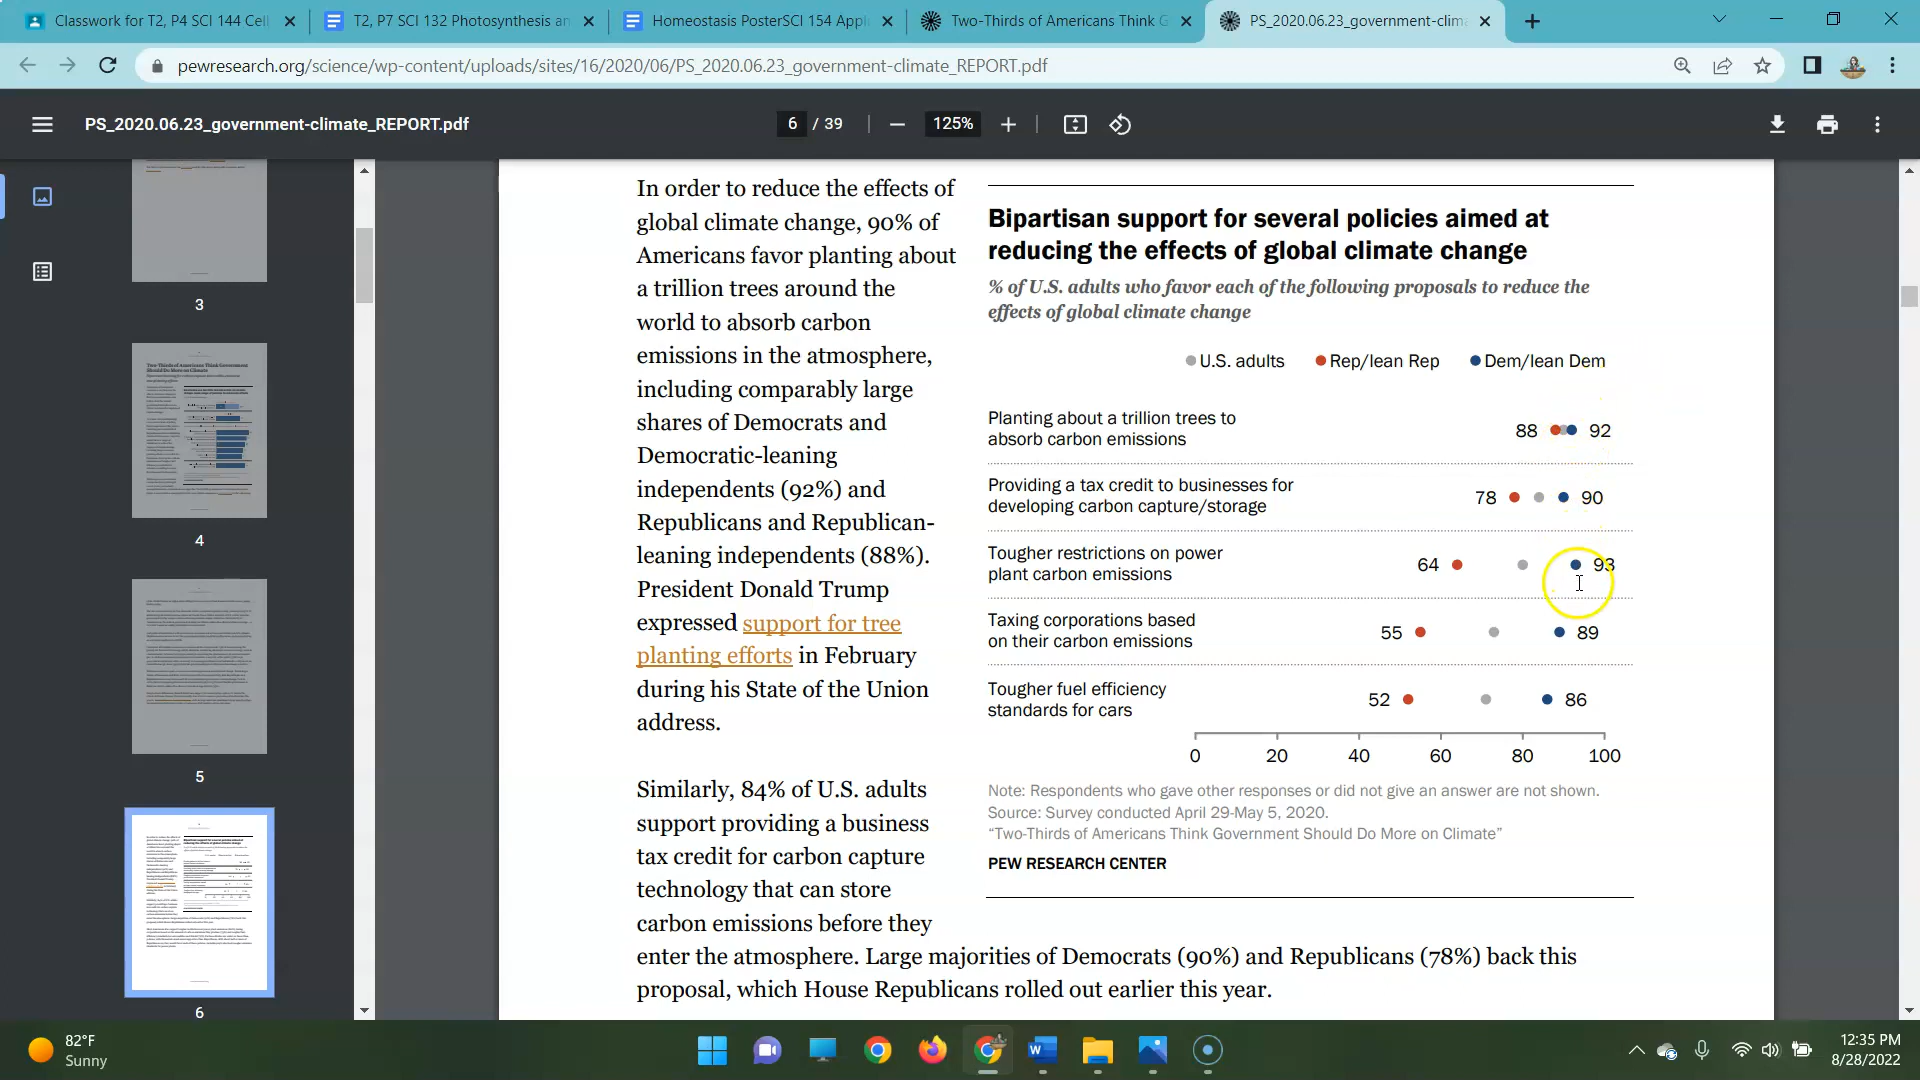 Classwork for T2, P4 SCI 144 Cell
T2, P7 SCI 132 Photosynthesis an
Homeostasis PosterSCI 154 Appl
Two-Thirds of Americans Think G
PS_2020.06.23_government-clima
pewresearch.org/science/wp-content/uploads/sites/16/2020/06/PS_2020.06.23_government-climate_REPORT.pdf
PS_2020.06.23_government-climate_REPORT.pdf
6 / 39
125%
3
4
5
6
In order to reduce the effects of
global climate change, 90% of
Americans favor planting about
a trillion trees around the
world to absorb carbon
emissions in the atmosphere,
including comparably large
shares of Democrats and
Democratic-leaning
independents (92%) and
Republicans and Republican-
leaning independents (88%).
President Donald Trump
expressed support for tree
planting efforts in February
during his State of the Union
address.
Similarly, 84% of U.S. adults
support providing a business
tax credit for carbon capture
technology that can store
carbon emissions before they
enter the atmosphere. Large majorities of Democrats (90%) and Republicans (78%) back this
proposal, which House Republicans rolled out earlier this year.
Bipartisan support for several policies aimed at
reducing the effects of global climate change
% of U.S. adults who favor each of the following proposals to reduce the
effects of global climate change
U.S. adults Rep/lean Rep Dem/lean Dem
Planting about a trillion trees to
absorb carbon emissions
88 92
Providing a tax credit to businesses for
developing carbon capture/storage
78 90
Tougher restrictions on power
plant carbon emissions
64 93
Taxing corporations based
on their carbon emissions
55 89
Tougher fuel efficiency
standards for cars
52 86
0 20 40 60 80 100
Note: Respondents who gave other responses or did not give an answer are not shown.
Source: Survey conducted April 29-May 5, 2020.
“Two-Thirds of Americans Think Government Should Do More on Climate”
PEW RESEARCH CENTER
82°F
Sunny
12:35 PM
8/28/2022